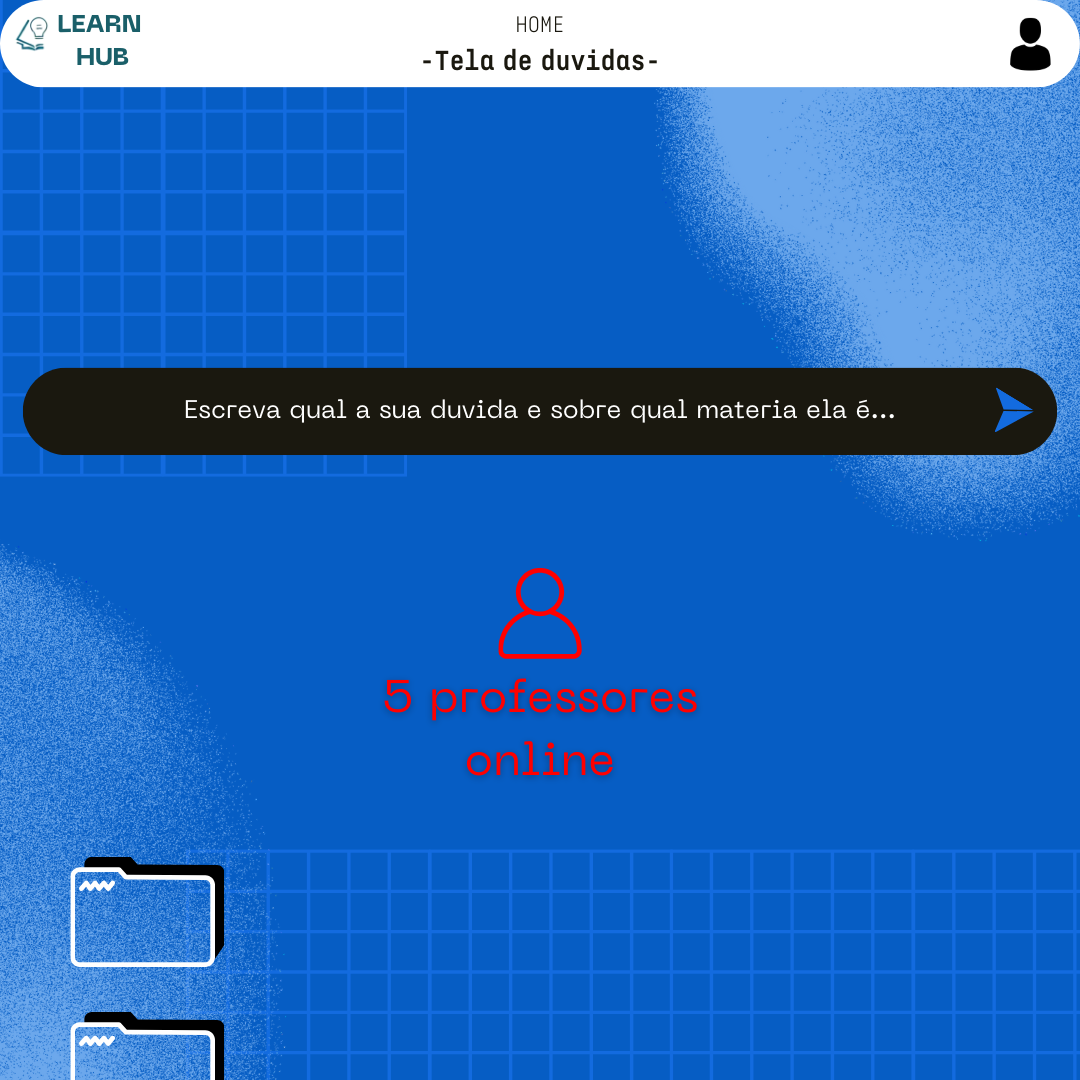 LEARN
HUB
HOME
-Tela de duvidas-
Escreva qual a sua duvida e sobre qual materia ela é...
5 professores
online